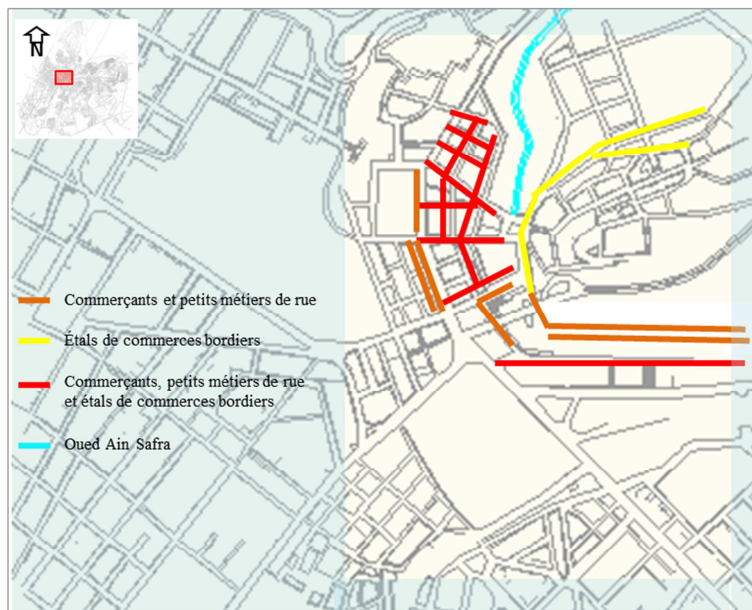 N
Commerçants et petits métiers de rue
Étals de commerces bordiers
Commerçants, petits métiers de rue
et étals de commerces bordiers
Oued Ain Safra